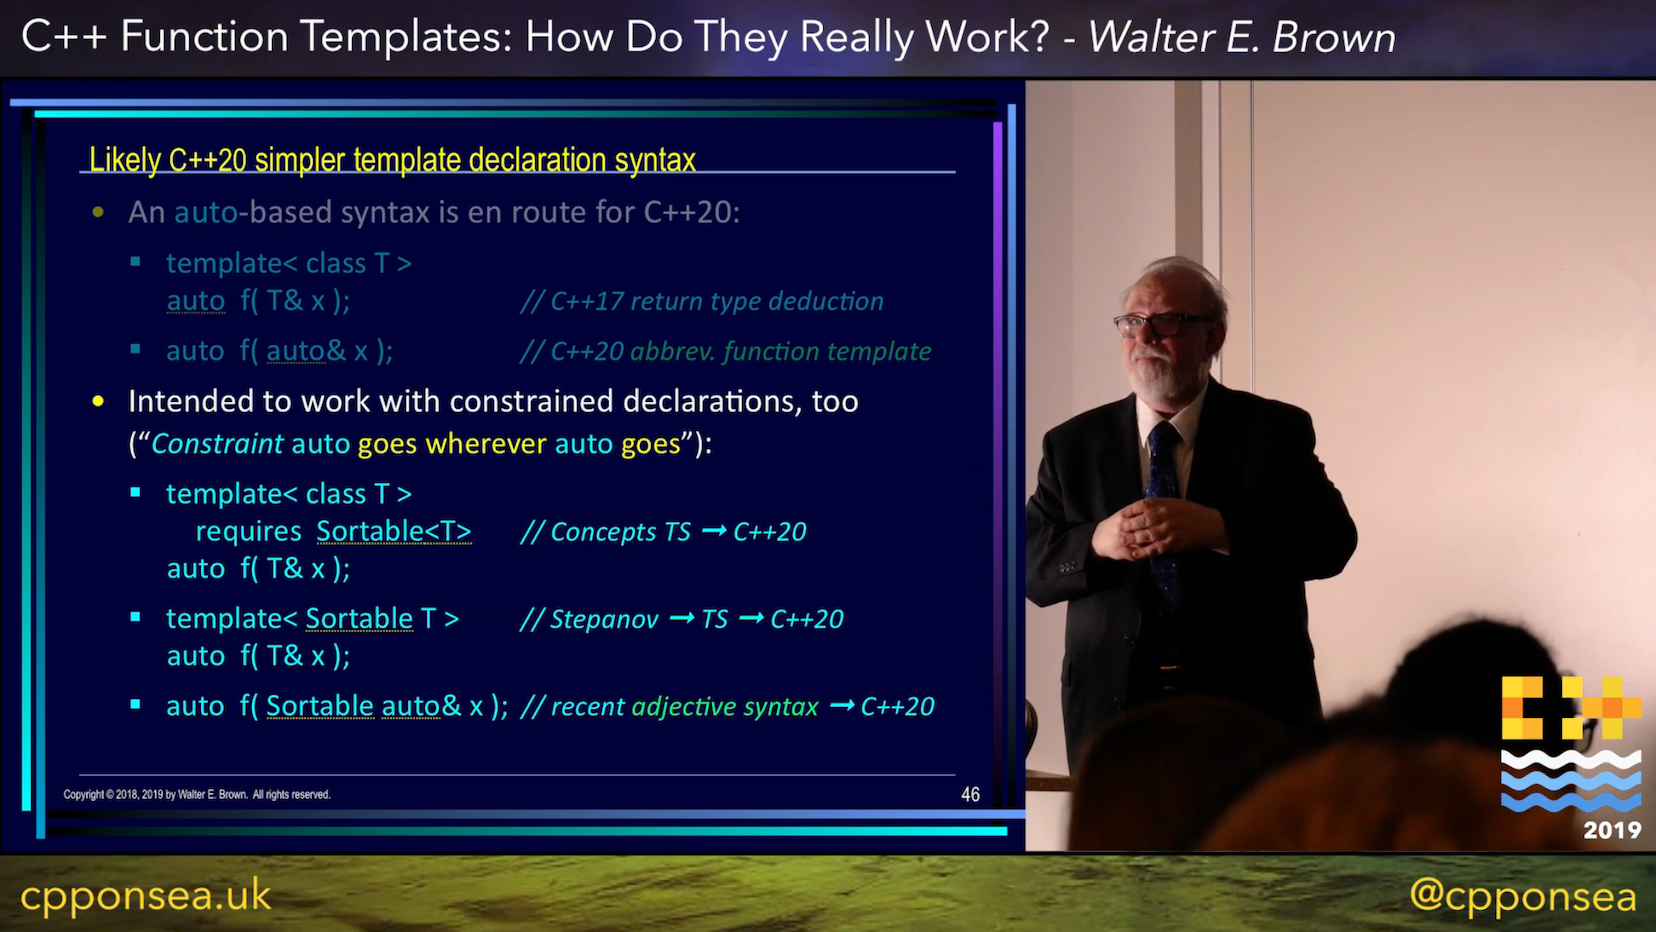 C++ Function Templates: How Do They Really Work? - Walter E. Brown
Likely C++20 simpler template declaration syntax
• An auto-based syntax is en route for C++20:
▪ template< class T >
auto f( T& x ); // C++17 return type deduction
▪ auto f( auto& x ); // C++20 abbrev. function template
• Intended to work with constrained declarations, too
(“Constraint auto goes wherever auto goes”):
▪ template< class T >
requires Sortable<T> // Concepts TS → C++20
auto f( T& x );
▪ template< Sortable T > // Stepanov → TS → C++20
auto f( T& x );
▪ auto f( Sortable auto& x ); // recent adjective syntax → C++20
Copyright © 2018, 2019 by Walter E. Brown. All rights reserved.
46
C++
2019
cpponsea.uk
@cpponsea